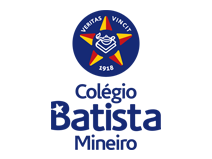 VERITAS VINCIT
1918
Colégio
Batista
Mineiro